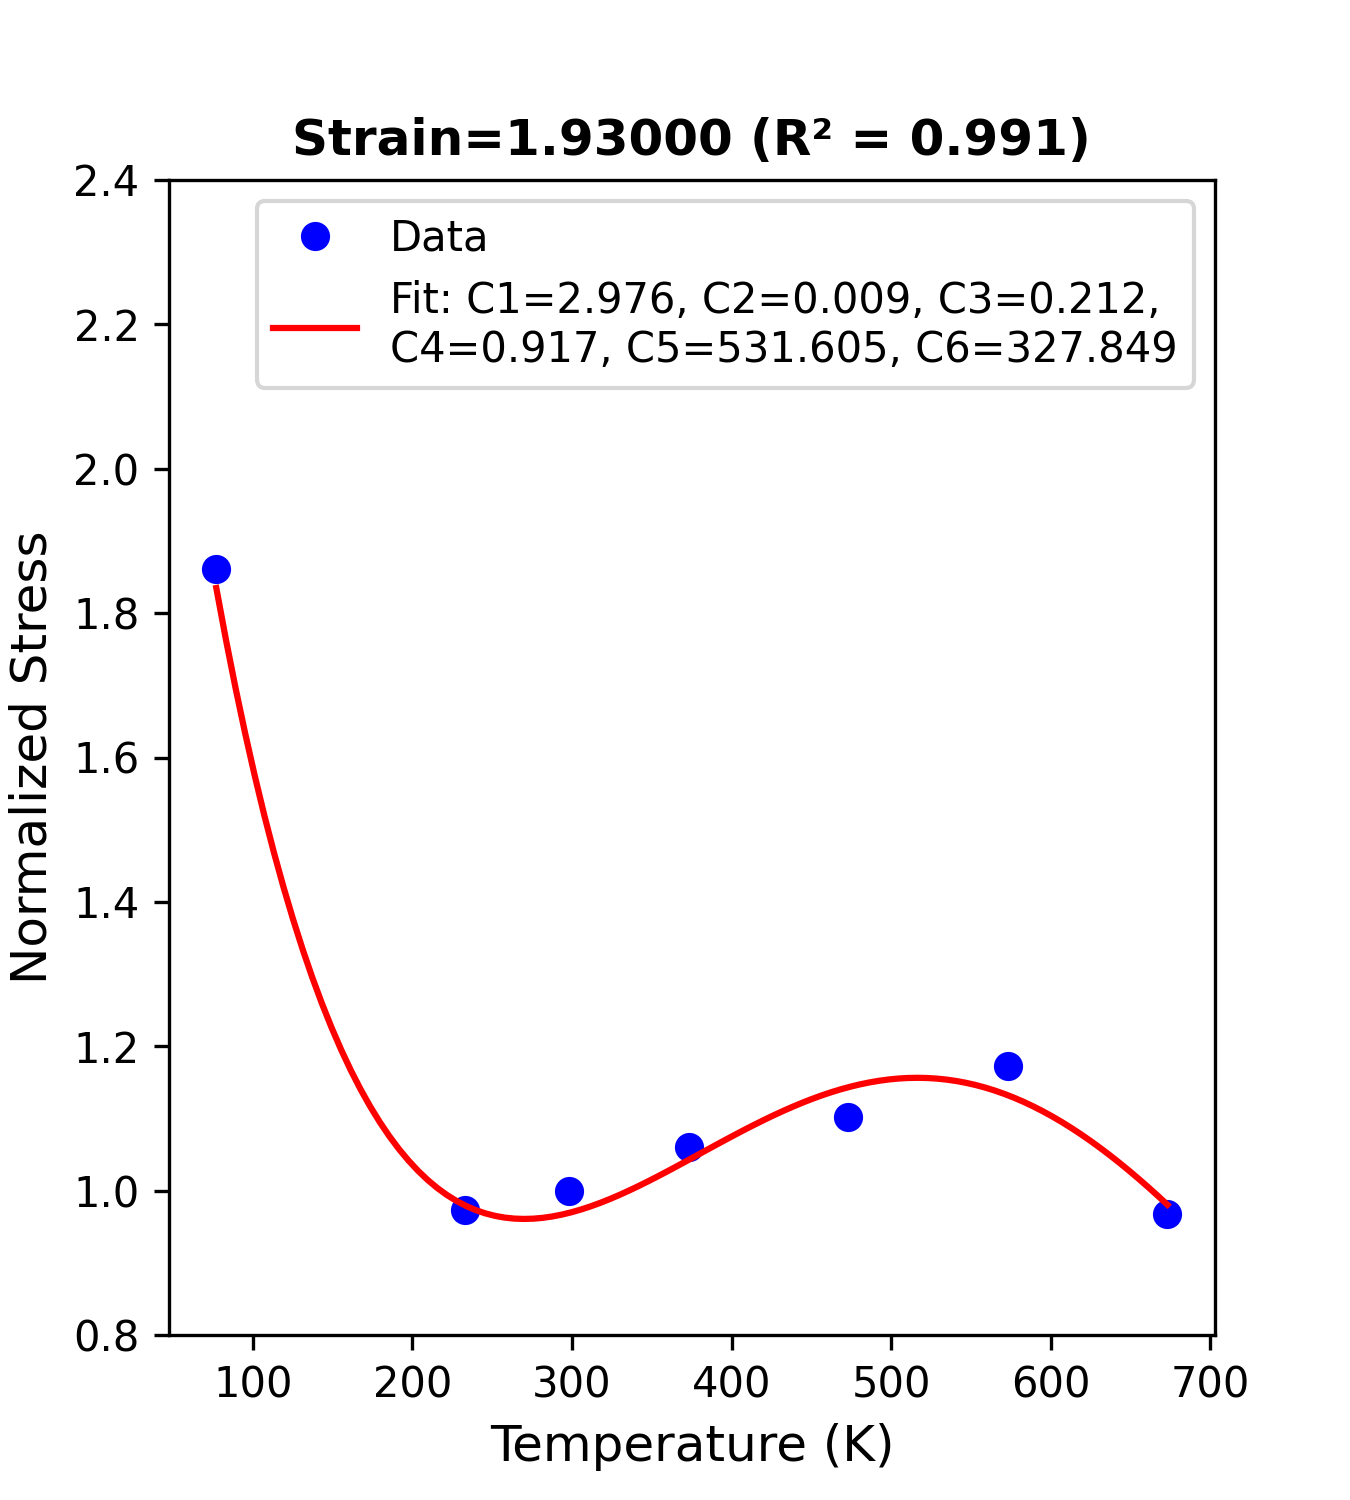 Strain=1.93000 (R² = 0.991)
2.4
2.2
2.0
1.8
1.6
1.4
1.2
1.0
0.8
Normalized Stress
Data
Fit: C1=2.976, C2=0.009, C3=0.212,
C4=0.917, C5=531.605, C6=327.849
100 200 300 400 500 600 700
Temperature (K)